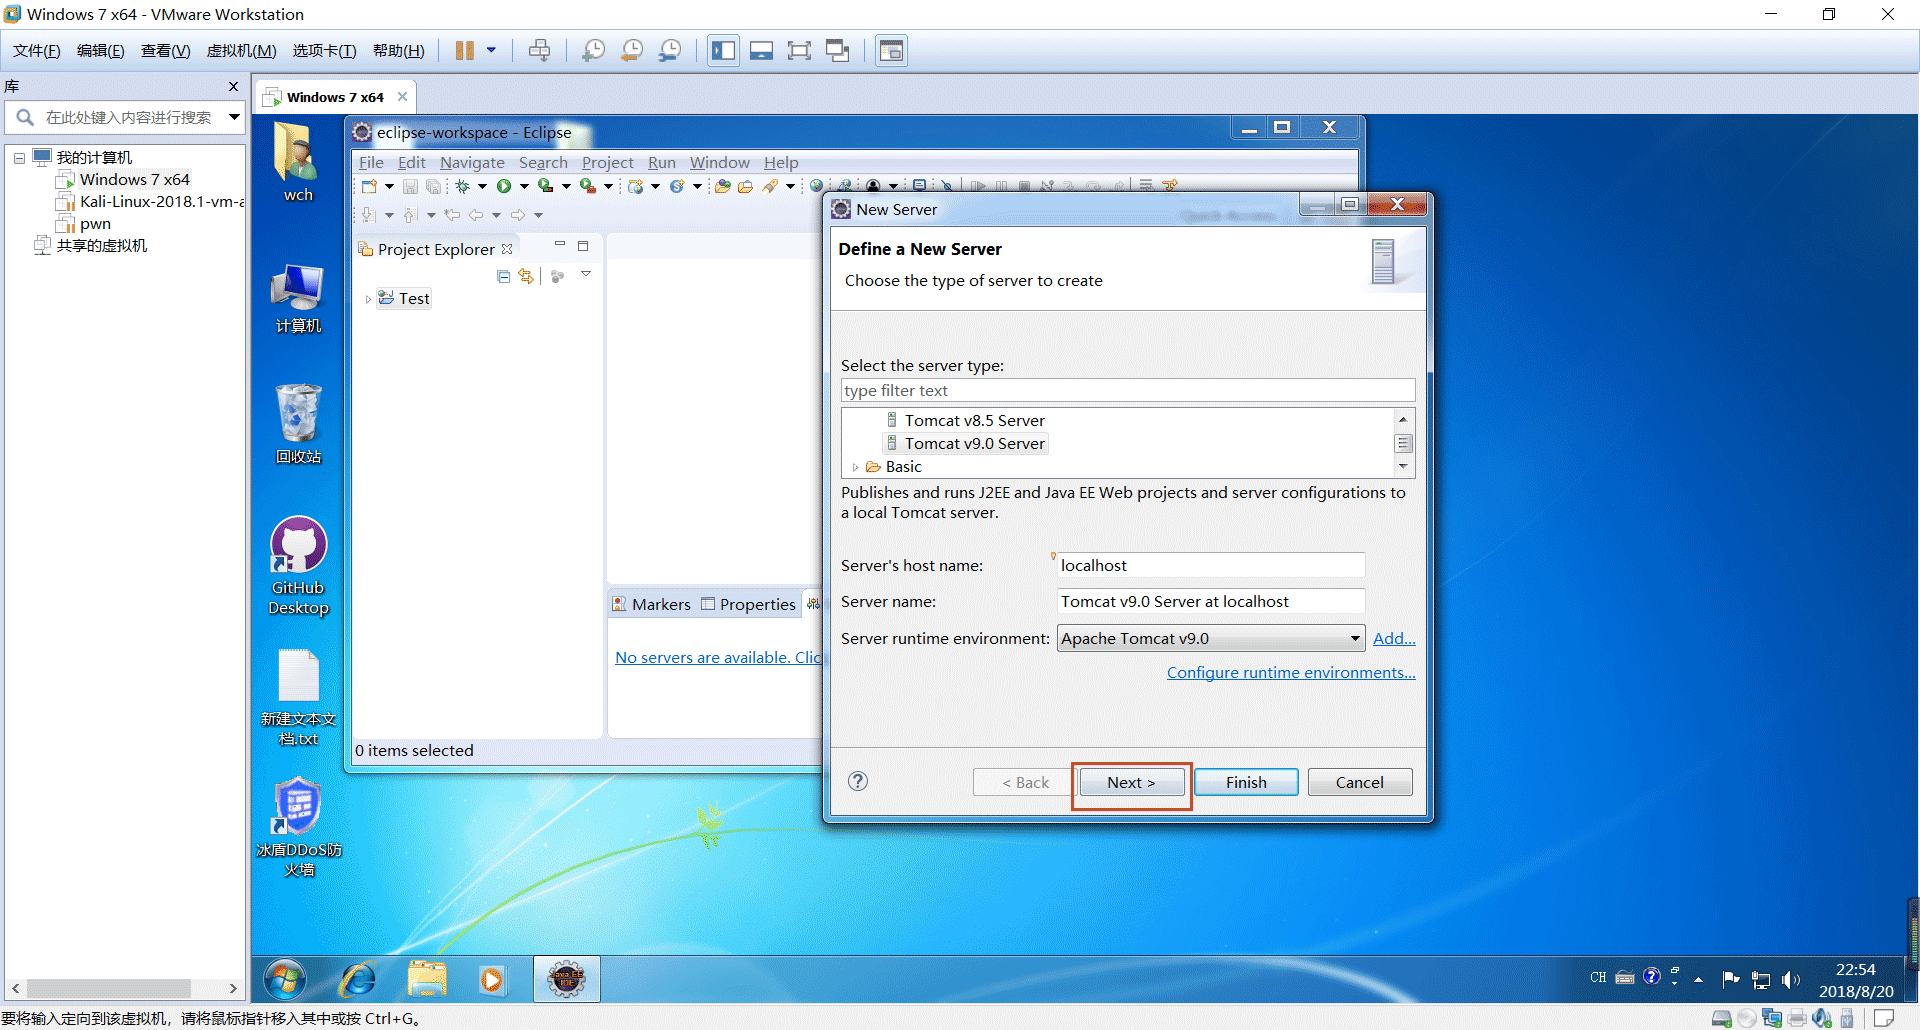 Windows 7 x64 - VMware Workstation
文件(F) 编辑(E) 查看(V) 虚拟机(M) 选项卡(T) 帮助(H)
库 x
在此处键入内容进行搜索
我的计算机
Windows 7 x64
Kali-Linux-2018.1-vm-a
pwn
共享的虚拟机
Windows 7 x64
wch
计算机
回收站
GitHub
Desktop
新建文本文
档.txt
冰盾DDoS防
火墙
eclipse-workspace - Eclipse
File Edit Navigate Search Project Run Window Help
Quick Access
Project Explorer
Test
Markers Properties
No servers are available. Clic
0 items selected
New Server
Define a New Server
Choose the type of server to create
Select the server type:
type filter text
Tomcat v8.5 Server
Tomcat v9.0 Server
Basic
Publishes and runs J2EE and Java EE Web projects and server configurations to
a local Tomcat server.
Server's host name: localhost
Server name: Tomcat v9.0 Server at localhost
Server runtime environment: Apache Tomcat v9.0 Add...
Configure runtime environments...
< Back Next > Finish Cancel
Java EE
IDE
CH
22:54
2018/8/20
要将输入定向到该虚拟机，请将鼠标指针移入其中或按 Ctrl+G。